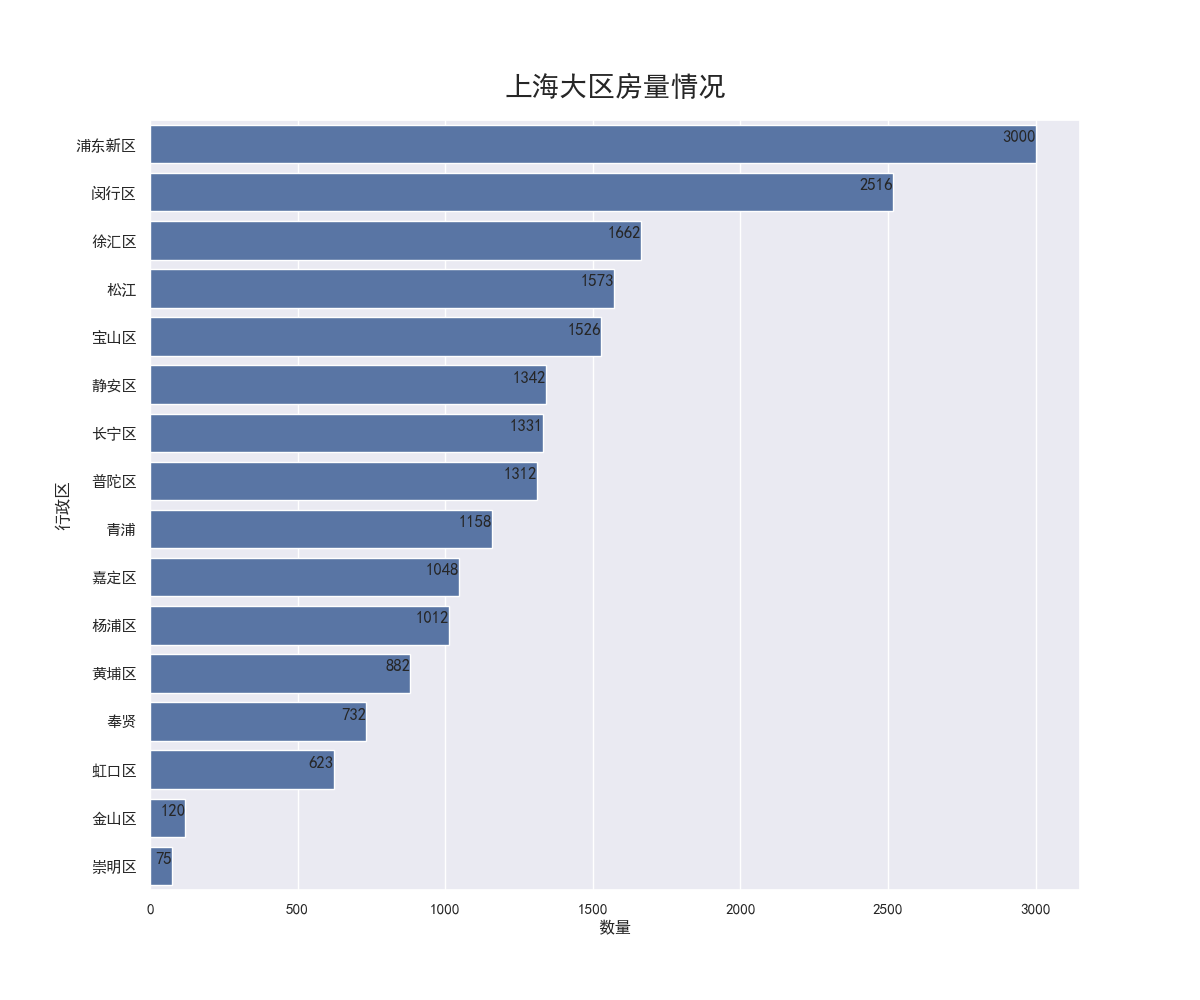 上海大区房量情况
浦东新区 3000
闵行区 2516
徐汇区 1662
松江 1573
宝山区 1526
静安区 1342
长宁区 1331
普陀区 1312
青浦 1158
嘉定区 1048
杨浦区 1012
黄埔区 882
奉贤 732
虹口区 623
金山区 120
崇明区 75
行政区
0 500 1000 1500 2000 2500 3000
数量